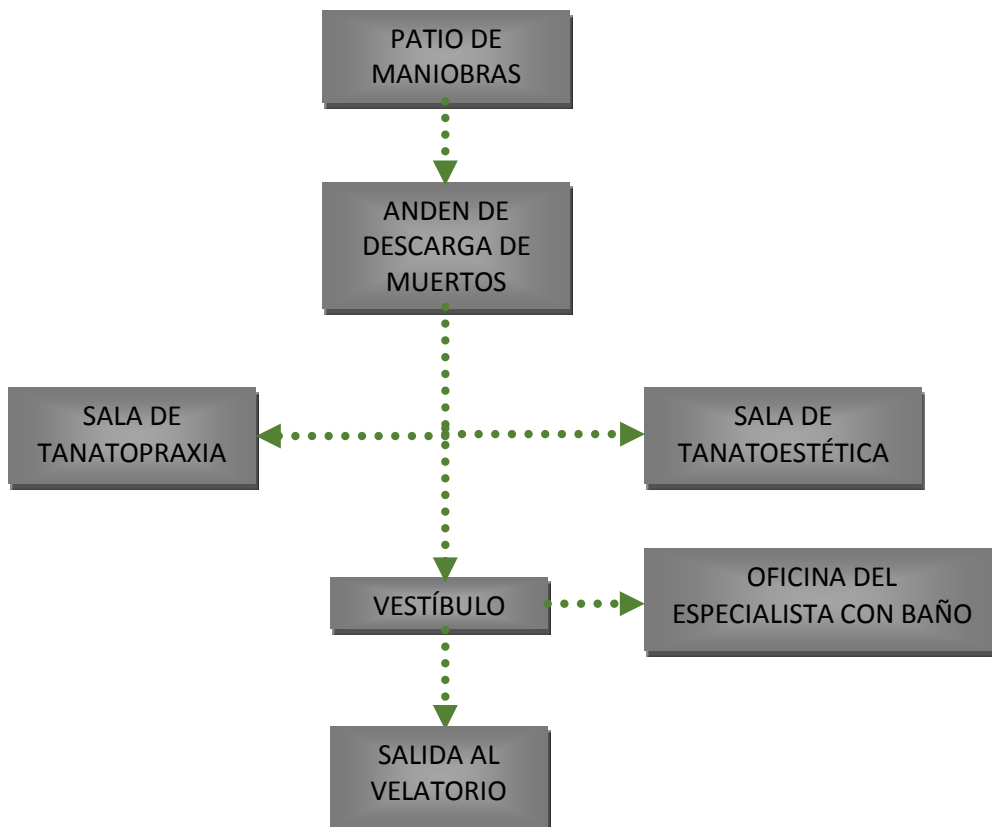 PATIO DE
MANIOBRAS
ANDEN DE
DESCARGA DE
MUERTOS
SALA DE
TANATOPRAXIA
SALA DE
TANATOESTÉTICA
VESTÍBULO
OFICINA DEL
ESPECIALISTA CON BAÑO
SALIDA AL
VELATORIO